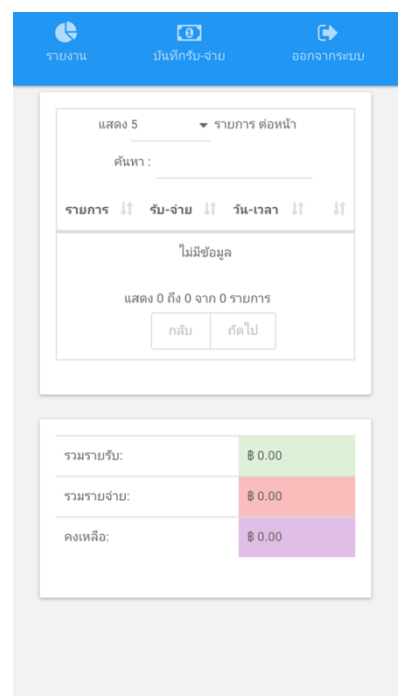 รายงาน บันทึกรับ-จ่าย ออกจากระบบ
แสดง 5 รายการ ต่อหน้า
ค้นหา :
รายการ รับ-จ่าย วัน-เวลา
ไม่มีข้อมูล
แสดง 0 ถึง 0 จาก 0 รายการ
กลับ ถัดไป
รวมรายรับ: ฿ 0.00
รวมรายจ่าย: ฿ 0.00
คงเหลือ: ฿ 0.00